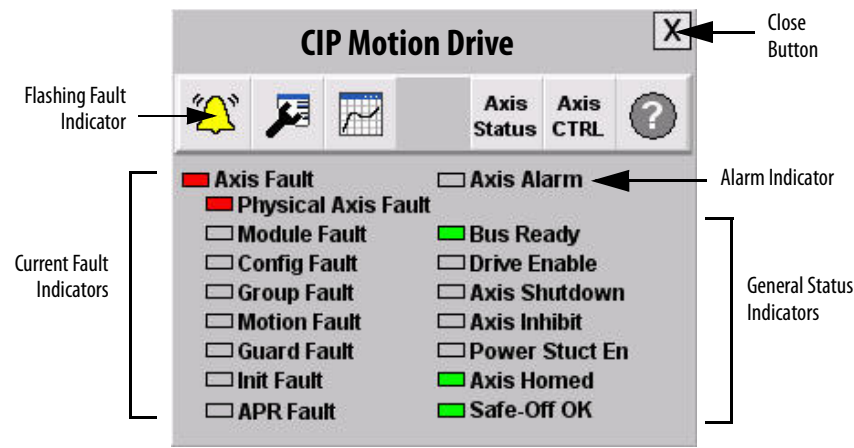 CIP Motion Drive
X
Close
Button
Flashing Fault
Indicator
Axis
Status
Axis
CTRL
?
Current Fault
Indicators
Axis Fault
Physical Axis Fault
Module Fault
Config Fault
Group Fault
Motion Fault
Guard Fault
Init Fault
APR Fault
Axis Alarm
Alarm Indicator
Bus Ready
Drive Enable
Axis Shutdown
Axis Inhibit
Power Stuct En
Axis Homed
Safe-Off OK
General Status
Indicators